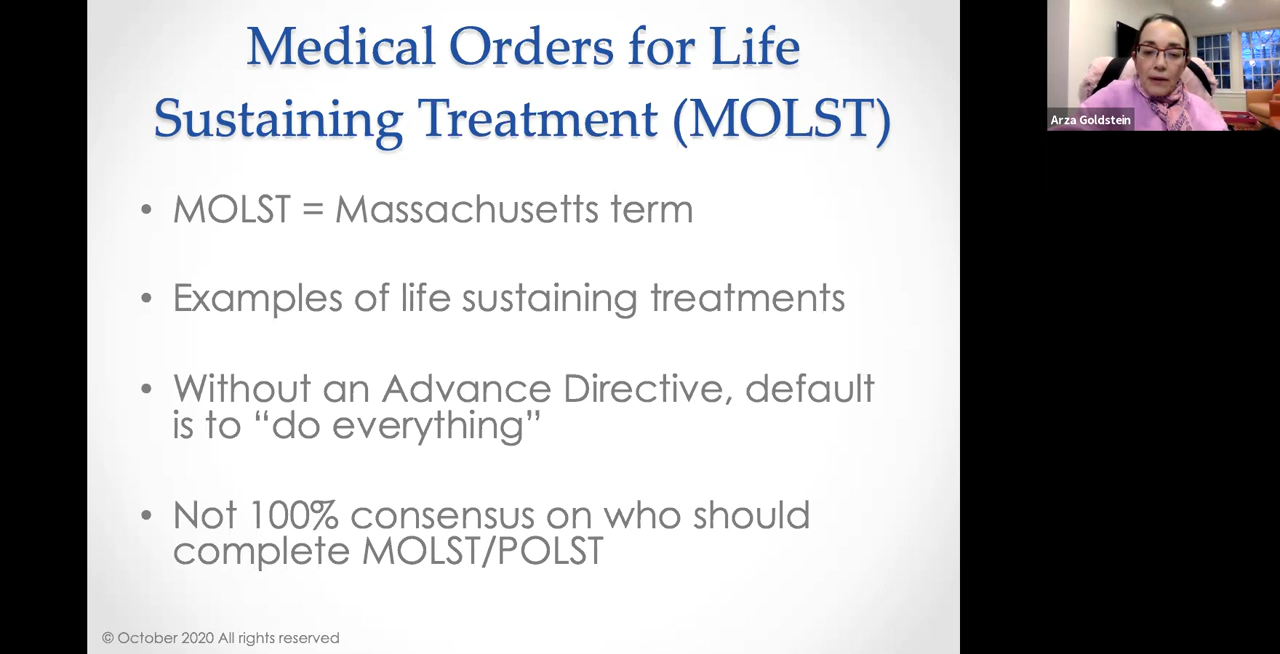 Medical Orders for Life
Sustaining Treatment (MOLST)
• MOLST = Massachusetts term
• Examples of life sustaining treatments
• Without an Advance Directive, default
is to “do everything”
• Not 100% consensus on who should
complete MOLST/POLST
© October 2020 All rights reserved
Arza Goldstein